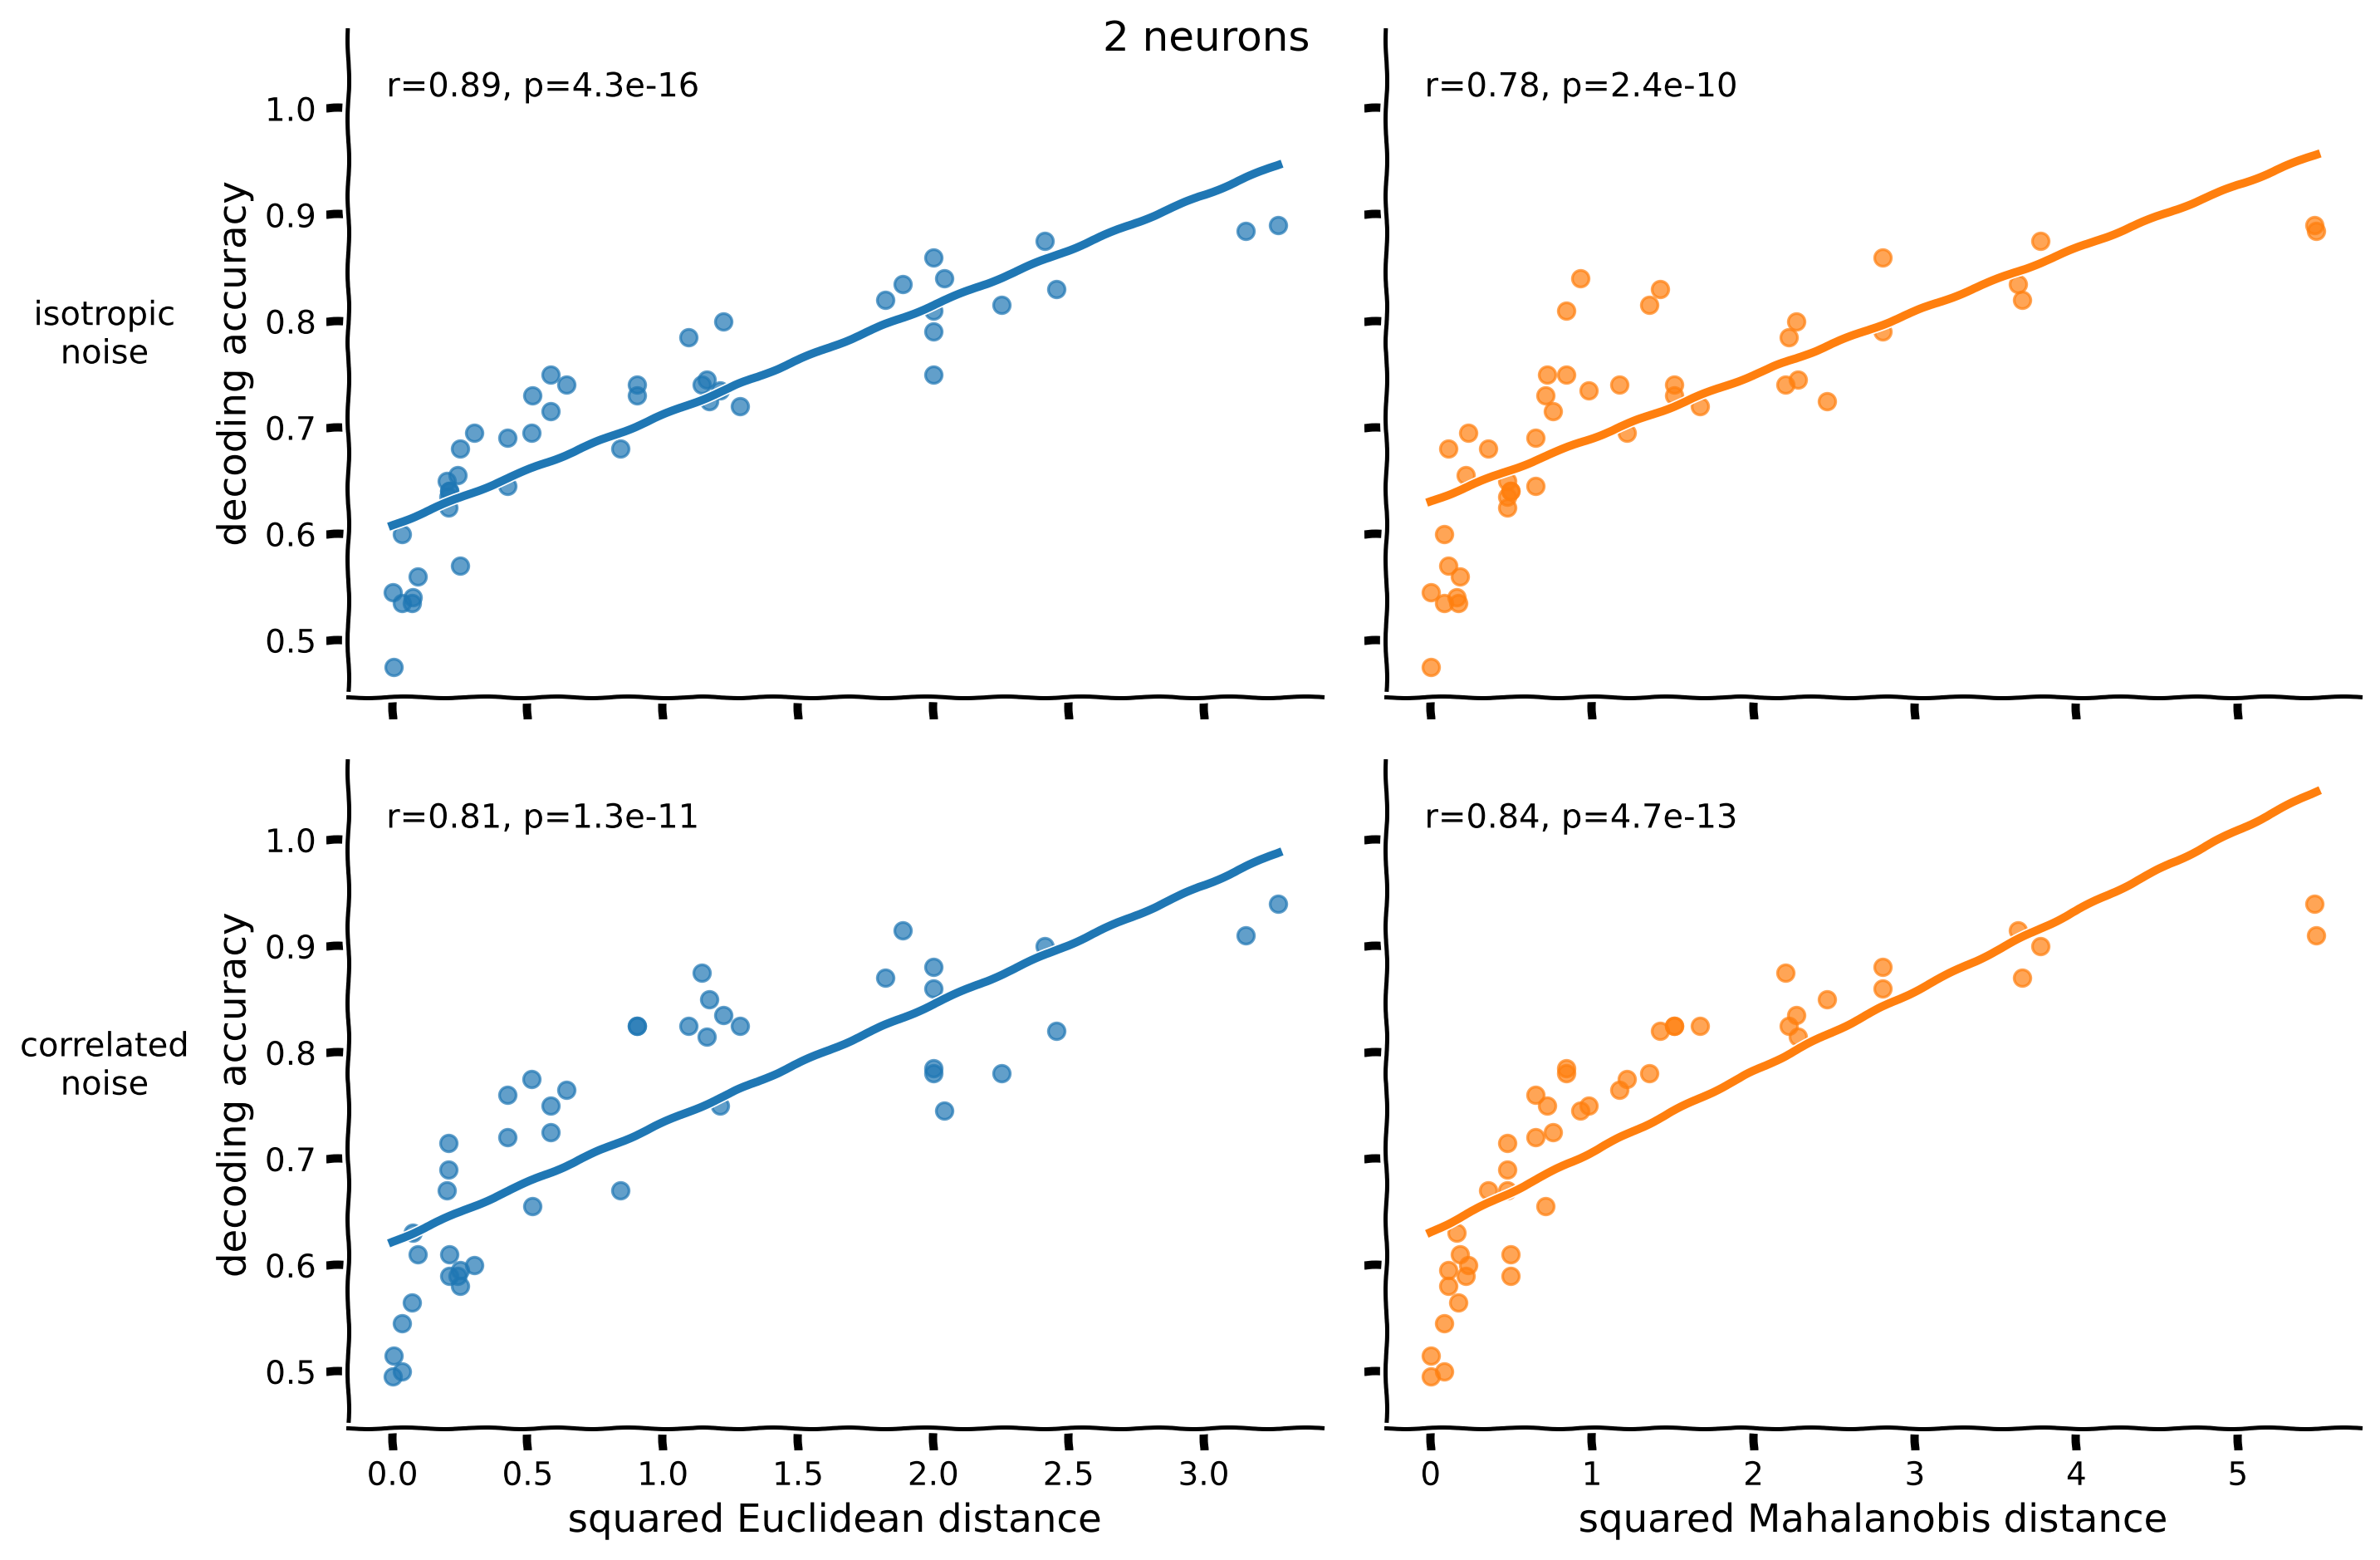 2 neurons
r=0.89, p=4.3e-16
r=0.78, p=2.4e-10
isotropic
noise
decoding accuracy
1.0
0.9
0.8
0.7
0.6
0.5
r=0.81, p=1.3e-11
r=0.84, p=4.7e-13
correlated
noise
decoding accuracy
1.0
0.9
0.8
0.7
0.6
0.5
0.0 0.5 1.0 1.5 2.0 2.5 3.0
0 1 2 3 4 5
squared Euclidean distance
squared Mahalanobis distance